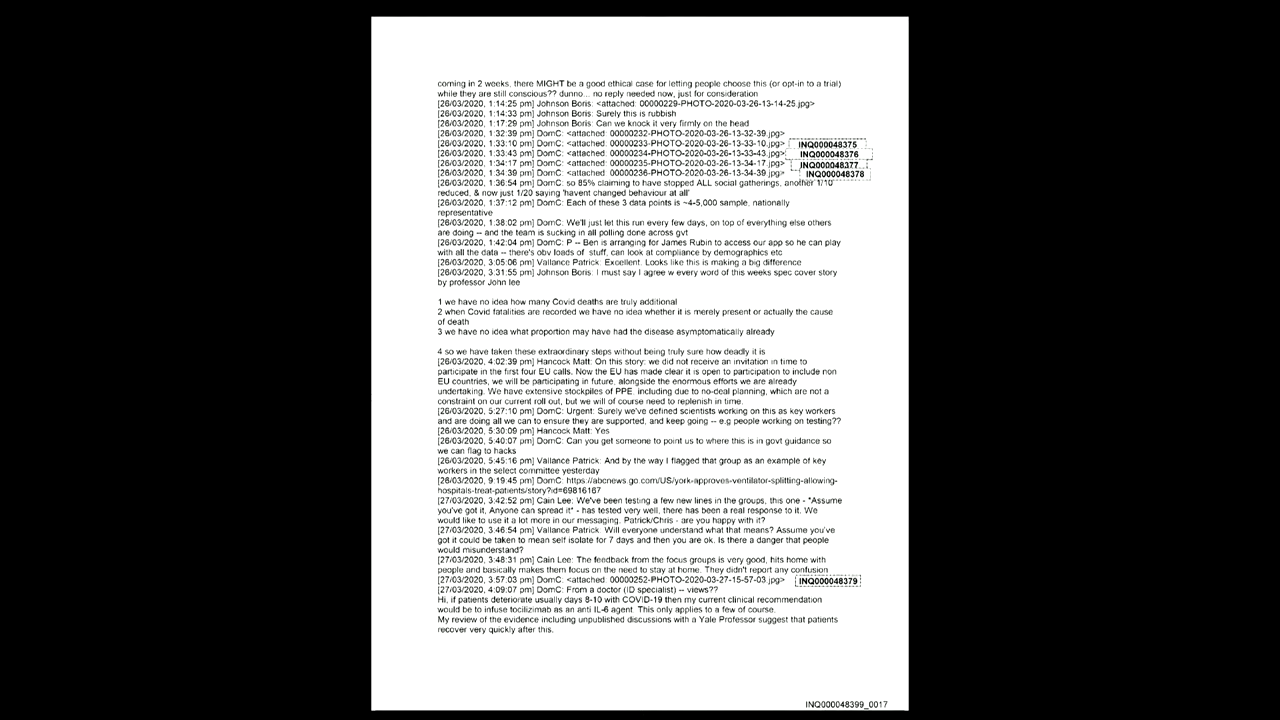 coming in 2 weeks, there MIGHT be a good ethical case for letting people choose this (or opt-in to a trial)
while they are still conscious?? dunno... no reply needed now, just for consideration
[26/03/2020, 1:14:25 pm] Johnson Boris: <attached: 00000229-PHOTO-2020-03-26-13-14-25.jpg>
[26/03/2020, 1:14:33 pm] Johnson Boris: Surely this is rubbish
[26/03/2020, 1:17:29 pm] Johnson Boris: Can we knock it very firmly on the head
[26/03/2020, 1:32:39 pm] DomC: <attached: 00000232-PHOTO-2020-03-26-13-32-39.jpg>
[26/03/2020, 1:33:10 pm] DomC: <attached: 00000233-PHOTO-2020-03-26-13-33-10.jpg> INQ000048375
[26/03/2020, 1:33:43 pm] DomC: <attached: 00000234-PHOTO-2020-03-26-13-33-43.jpg> INQ000048376
[26/03/2020, 1:34:17 pm] DomC: <attached: 00000235-PHOTO-2020-03-26-13-34-17.jpg> INQ000048377
[26/03/2020, 1:34:39 pm] DomC: <attached: 00000236-PHOTO-2020-03-26-13-34-39.jpg> INQ000048378
[26/03/2020, 1:36:54 pm] DomC: so 85% claiming to have stopped ALL social gatherings, another 1/10
reduced, & now just 1/20 saying 'havent changed behaviour at all'
[26/03/2020, 1:37:12 pm] DomC: Each of these 3 data points is ~4-5,000 sample, nationally
representative
[26/03/2020, 1:38:02 pm] DomC: We'll just let this run every few days, on top of everything else others
are doing -- and the team is sucking in all polling done across gvt
[26/03/2020, 1:42:04 pm] DomC: P -- Ben is arranging for James Rubin to access our app so he can play
with all the data -- there's obv loads of stuff, can look at compliance by demographics etc
[26/03/2020, 3:05:06 pm] Vallance Patrick: Excellent. Looks like this is making a big difference
[26/03/2020, 3:31:55 pm] Johnson Boris: I must say I agree w every word of this weeks spec cover story
by professor John lee
1 we have no idea how many Covid deaths are truly additional
2 when Covid fatalities are recorded we have no idea whether it is merely present or actually the cause
of death
3 we have no idea what proportion may have had the disease asymptomatically already
4 so we have taken these extraordinary steps without being truly sure how deadly it is
[26/03/2020, 4:02:39 pm] Hancock Matt: On this story: we did not receive an invitation in time to
participate in the first four EU calls. Now the EU has made clear it is open to participation to include non
EU countries, we will be participating in future, alongside the enormous efforts we are already
undertaking. We have extensive stockpiles of PPE, including due to no-deal planning, which are not a
constraint on our current roll out, but we will of course need to replenish in time.
[26/03/2020, 5:27:10 pm] DomC: Urgent: Surely we've defined scientists working on this as key workers
and are doing all we can to ensure they are supported, and keep going -- e.g people working on testing??
[26/03/2020, 5:30:09 pm] Hancock Matt: Yes
[26/03/2020, 5:40:07 pm] DomC: Can you get someone to point us to where this is in govt guidance so
we can flag to hacks
[26/03/2020, 5:45:16 pm] Vallance Patrick: And by the way I flagged that group as an example of key
workers in the select committee yesterday
[26/03/2020, 9:19:45 pm] DomC: https://abcnews.go.com/US/york-approves-ventilator-splitting-allowing-
hospitals-treat-patients/story?id=69816167
[27/03/2020, 3:42:52 pm] Cain Lee: We've been testing a few new lines in the groups, this one - *Assume
you've got it, Anyone can spread it* - has tested very well, there has been a real response to it. We
would like to use it a lot more in our messaging. Patrick/Chris - are you happy with it?
[27/03/2020, 3:46:54 pm] Vallance Patrick: Will everyone understand what that means? Assume you've
got it could be taken to mean self isolate for 7 days and then you are ok. Is there a danger that people
would misunderstand?
[27/03/2020, 3:48:31 pm] Cain Lee: The feedback from the focus groups is very good, hits home with
people and basically makes them focus on the need to stay at home. They didn't report any confusion
[27/03/2020, 3:57:03 pm] DomC: <attached: 00000252-PHOTO-2020-03-27-15-57-03.jpg> INQ000048379
[27/03/2020, 4:09:07 pm] DomC: From a doctor (ID specialist) -- views??
Hi, if patients deteriorate usually days 8-10 with COVID-19 then my current clinical recommendation
would be to infuse tocilizimab as an anti IL-6 agent. This only applies to a few of course.
My review of the evidence including unpublished discussions with a Yale Professor suggest that patients
recover very quickly after this.
INQ000048399_0017